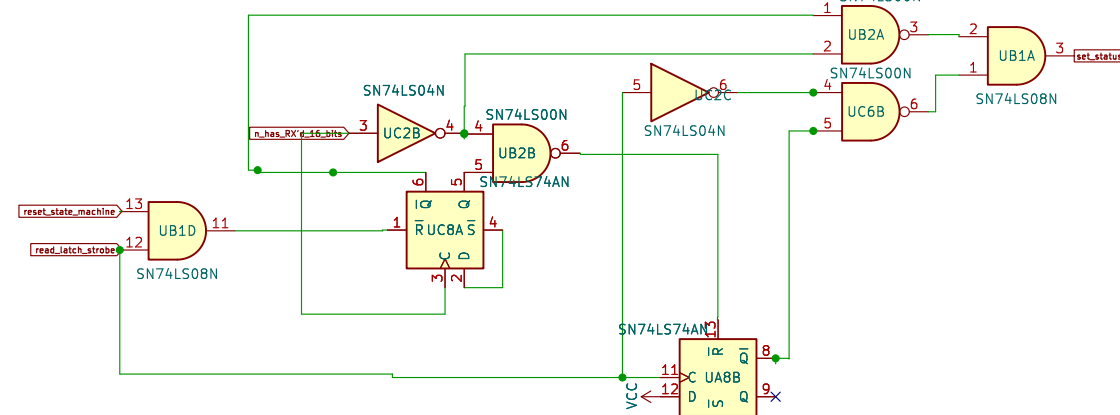 SN74LS00N
1
UB2A
3
2
SN74LS00N
2
UB1A
3
set_status
1
SN74LS08N
5
UC2C
6
SN74LS04N
4
UC6B
6
5
SN74LS04N
n_has_RX'd_16_bits
3
UC2B
4
SN74LS00N
4
UB2B
6
5
SN74LS74AN
6
5
Q
Q
1
R
UC8A
S
4
C
D
3
2
reset_state_machine
13
UB1D
11
read_latch_strobe
12
SN74LS08N
SN74LS74AN
13
R
Q
8
11
C
UA8B
VCC
12
D
Q
9
S